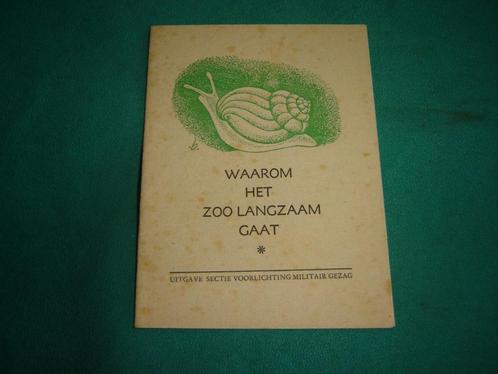 WAAROM
HET
ZOO LANGZAAM
GAAT
*
UITGAVE SECTIE VOORLICHTING MILITAIR GEZAG